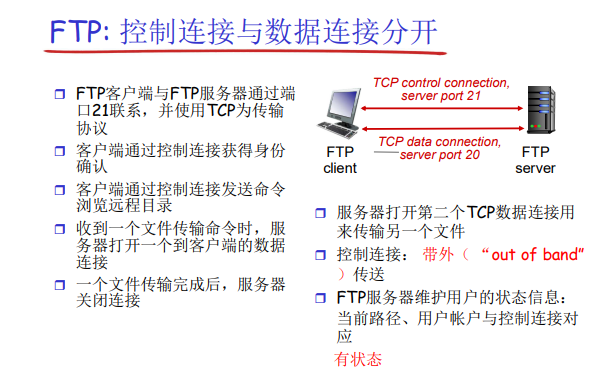 FTP: 控制连接与数据连接分开
FTP客户端与FTP服务器通过端
口21联系，并使用TCP为传输
协议
客户端通过控制连接获得身份
确认
客户端通过控制连接发送命令
浏览远程目录
收到一个文件传输命令时，服
务器打开一个到客户端的数据
连接
一个文件传输完成后，服务器
关闭连接
TCP control connection,
server port 21
TCP data connection,
server port 20
FTP
client
FTP
server
服务器打开第二个TCP数据连接用
来传输另一个文件
控制连接： 带外（ “out of band”
）传送
FTP服务器维护用户的状态信息：
当前路径、用户帐户与控制连接对
应
有状态